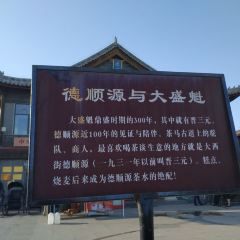 德顺源与大盛魁
大盛魁鼎盛时期的300年，其中就有晋三元。
德顺源近100年的见证与陪伴、茶马古道上的驼
队、商人，最喜欢喝茶谈生意的地方就是大西
街德顺源（一九三一年以前叫晋三元）。糕点、
烧麦后来成为德顺源茶水的绝配！